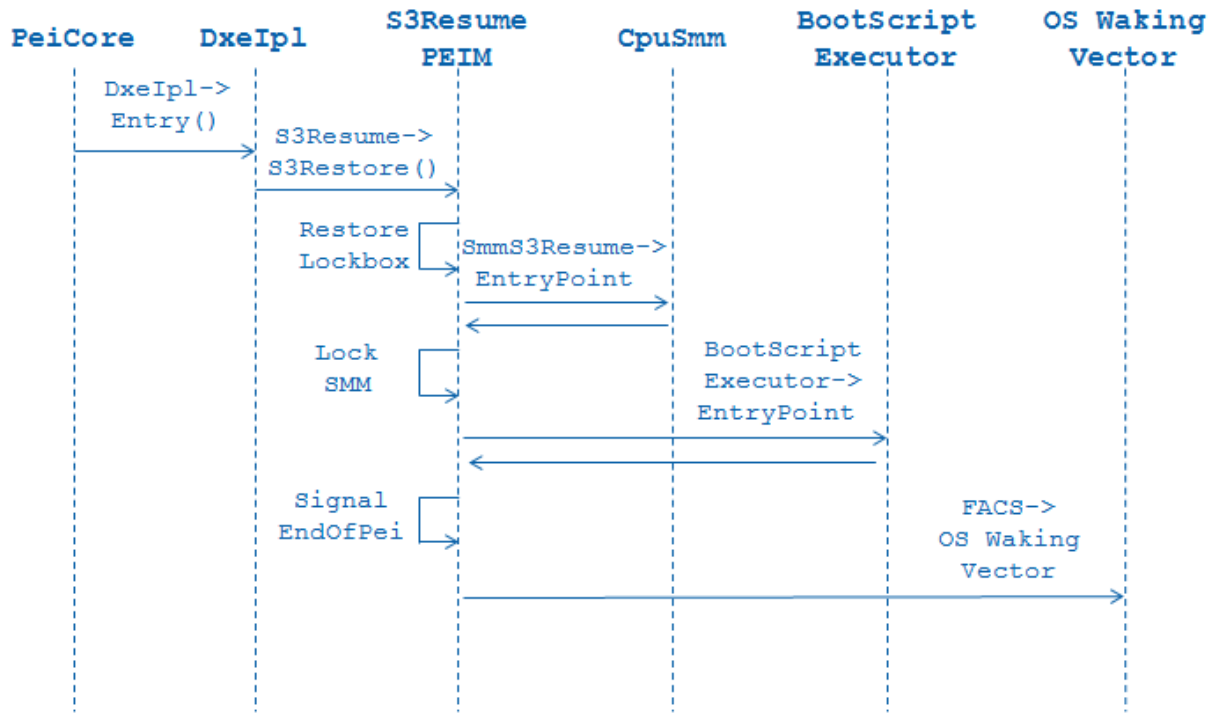 PeiCore
DxeIpl
S3Resume
PEIM
CpuSmm
BootScript
Executor
OS Waking
Vector
DxeIpl->
Entry()
S3Resume->
S3Restore()
Restore
Lockbox
SmmS3Resume->
EntryPoint
Lock
SMM
BootScript
Executor->
EntryPoint
Signal
EndOfPei
FACS->
OS Waking
Vector